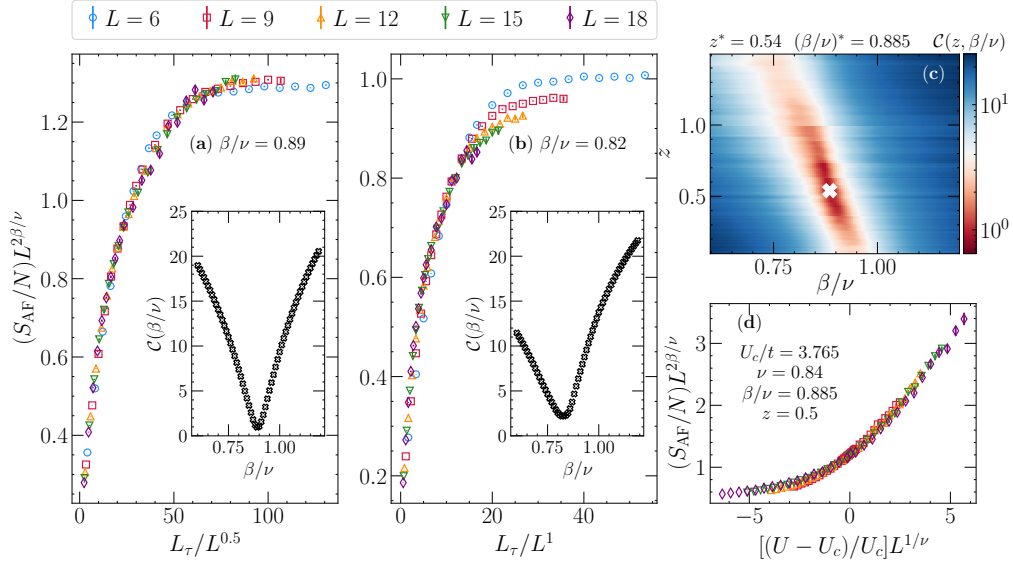 L = 6 L = 9 L = 12 L = 15 L = 18
(S_AF/N)L^{2β/ν}
1.2
1.0
0.8
0.6
0.4
0 50 100
L_τ/L^{0.5}
(a) β/ν = 0.89
C(β/ν)
25
20
15
10
5
0
0.75 1.00
β/ν
1.0
0.8
0.6
0.4
0.2
0 20 40
L_τ/L^1
(b) β/ν = 0.82
C(β/ν)
25
20
15
10
5
0
0.75 1.00
β/ν
z* = 0.54 (β/ν)* = 0.885 C(z, β/ν)
(c)
z
1.0
0.5
0.75 1.00
β/ν
10^1
10^0
(d)
U_c/t = 3.765
ν = 0.84
β/ν = 0.885
z = 0.5
(S_AF/N)L^{2β/ν}
3
2
1
−5 0 5
[(U − U_c)/U_c]L^{1/ν}